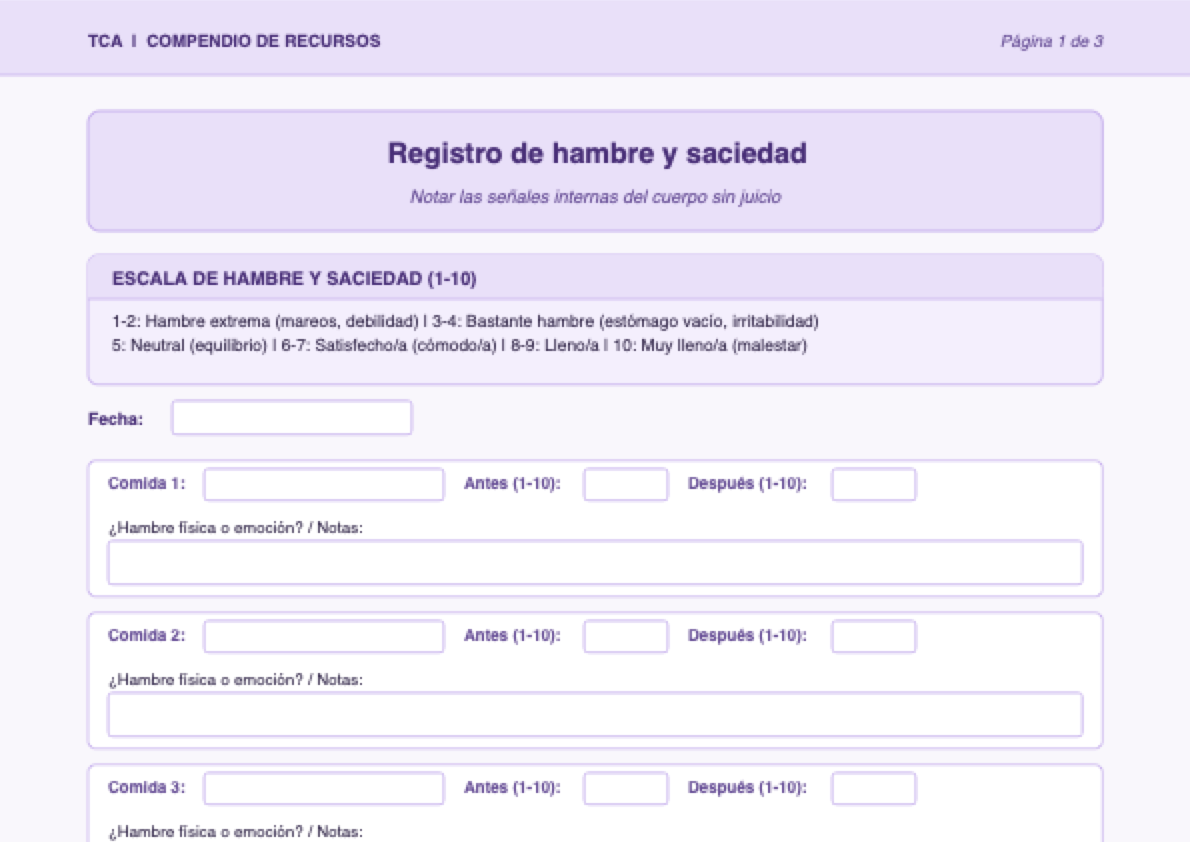 TCA | COMPENDIO DE RECURSOS
Página 1 de 3
Registro de hambre y saciedad
Notar las señales internas del cuerpo sin juicio
ESCALA DE HAMBRE Y SACIEDAD (1-10)
1-2: Hambre extrema (mareos, debilidad) | 3-4: Bastante hambre (estómago vacío, irritabilidad)
5: Neutral (equilibrio) | 6-7: Satisfecho/a (cómodo/a) | 8-9: Lleno/a | 10: Muy lleno/a (malestar)
Fecha:
Comida 1: Antes (1-10): Después (1-10):
¿Hambre física o emoción? / Notas:
Comida 2: Antes (1-10): Después (1-10):
¿Hambre física o emoción? / Notas:
Comida 3: Antes (1-10): Después (1-10):
¿Hambre física o emoción? / Notas: